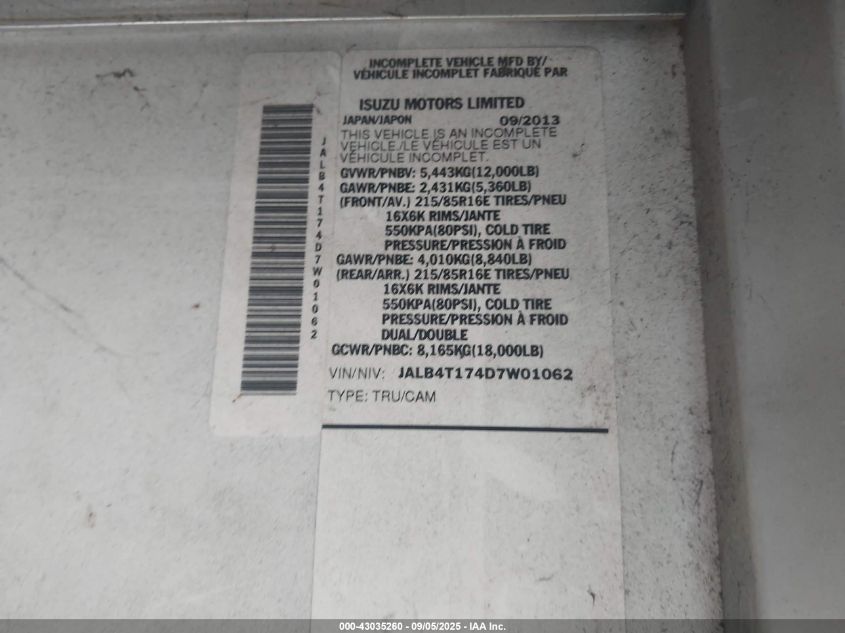 INCOMPLETE VEHICLE MFD BY/
VÉHICULE INCOMPLET FABRIQUÉ PAR
ISUZU MOTORS LIMITED
JAPAN/JAPON 09/2013
THIS VEHICLE IS AN INCOMPLETE
VEHICLE./LE VÉHICULE EST UN
VÉHICULE INCOMPLET.
GVWR/PNBV: 5,443KG(12,000LB)
GAWR/PNBE: 2,431KG(5,360LB)
(FRONT/AV.) 215/85R16E TIRES/PNEU
16X6K RIMS/JANTE
550KPA(80PSI), COLD TIRE
PRESSURE/PRESSION À FROID
GAWR/PNBE: 4,010KG(8,840LB)
(REAR/ARR.) 215/85R16E TIRES/PNEU
16X6K RIMS/JANTE
550KPA(80PSI), COLD TIRE
PRESSURE/PRESSION À FROID
DUAL/DOUBLE
GCWR/PNBC: 8,165KG(18,000LB)
VIN/NIV: JALB4T174D7W01062
TYPE: TRU/CAM
JALB4T174D7W01062
000-43035260 - 09/05/2025 - IAA Inc.